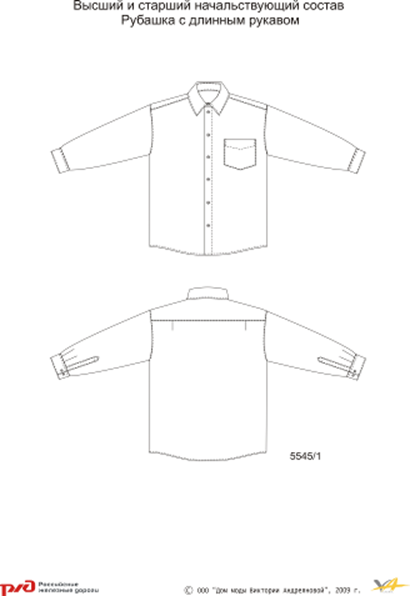 Высший и старший начальствующий состав
Рубашка с длинным рукавом
5545/1
РЖД Российские
железные дороги
© ООО "Дом моды Виктории Андреяновой", 2009 г.
VA